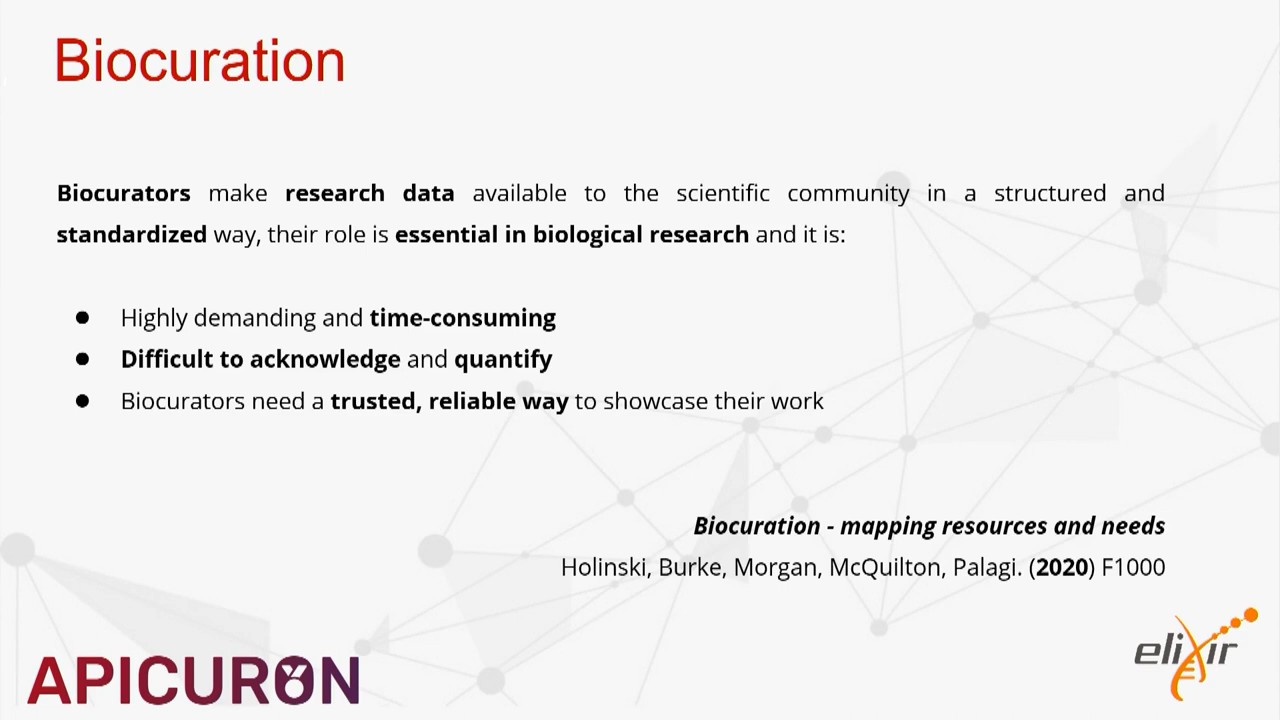 Biocuration
Biocurators make research data available to the scientific community in a structured and
standardized way, their role is essential in biological research and it is:
● Highly demanding and time-consuming
● Difficult to acknowledge and quantify
● Biocurators need a trusted, reliable way to showcase their work
Biocuration - mapping resources and needs
Holinski, Burke, Morgan, McQuilton, Palagi. (2020) F1000
elixir
APICURON